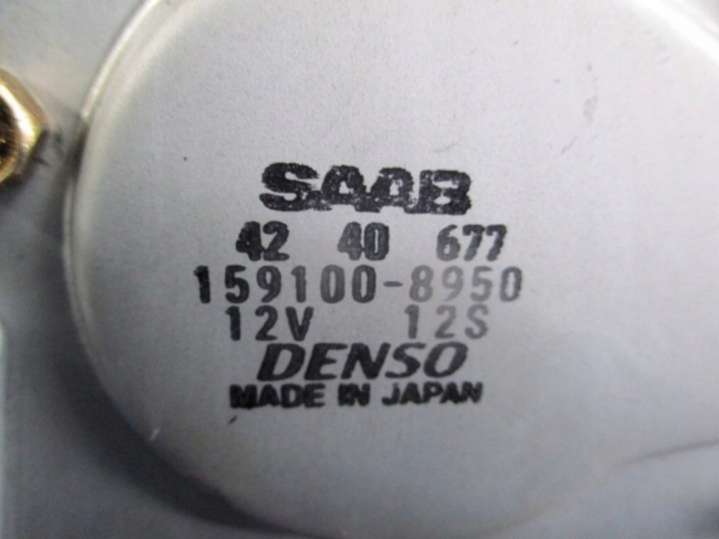 SAAB
42 40 677
159100-8950
12V 12S
DENSO
MADE IN JAPAN